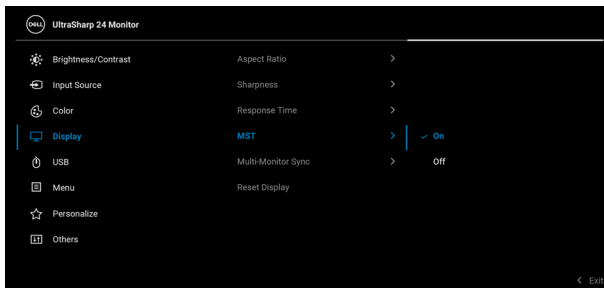 DELL UltraSharp 24 Monitor
Brightness/Contrast Aspect Ratio
Input Source Sharpness
Color Response Time
Display MST On
USB Multi-Monitor Sync Off
Menu Reset Display
Personalize
Others
Exit